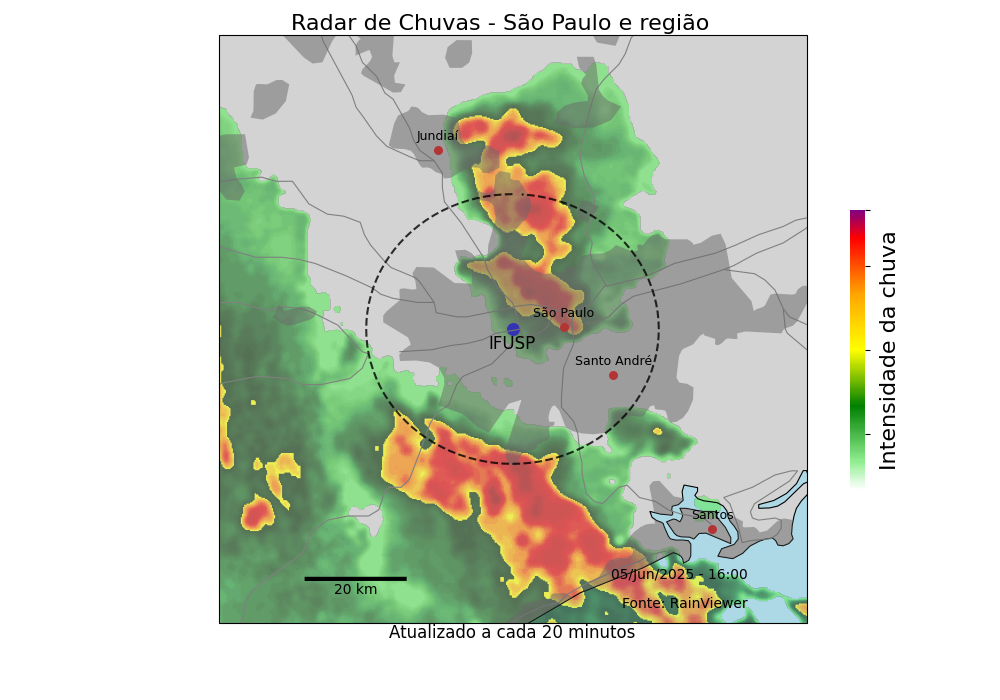 Radar de Chuvas - São Paulo e região
Jundiaí
São Paulo
IFUSP
Santo André
Santos
05/Jun/2025 - 16:00
20 km
Fonte: RainViewer
Atualizado a cada 20 minutos
Intensidade da chuva